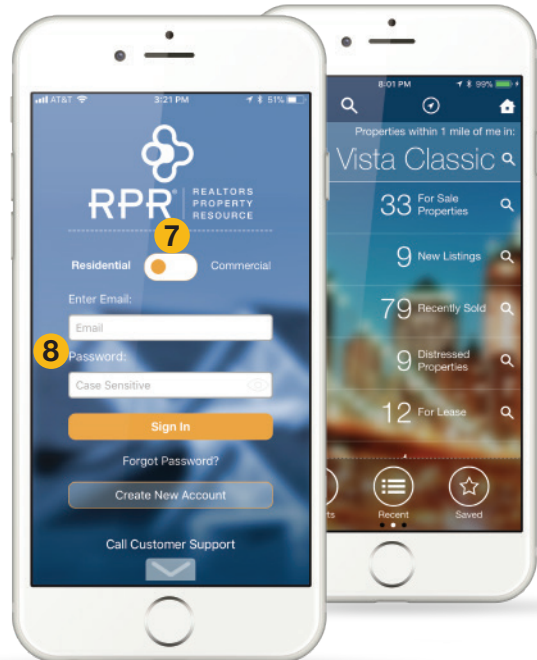 AT&T 3:21 PM 51%
RPR® REALTORS
PROPERTY
RESOURCE
7
Residential Commercial
Enter Email:
Email
8
Password:
Case Sensitive
Sign In
Forgot Password?
Create New Account
Call Customer Support
8:01 PM 99%
Properties within 1 mile of me in:
Vista Classic
33 For Sale
Properties
9 New Listings
79 Recently Sold
9 Distressed
Properties
12 For Lease
ts Recent Saved